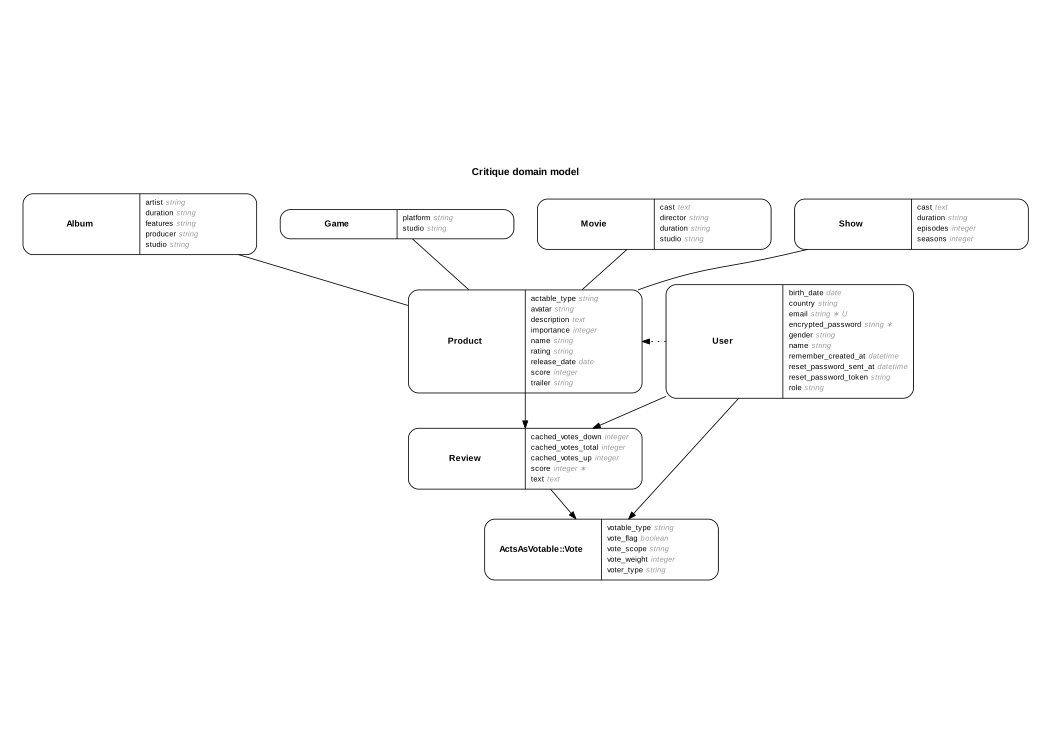 Critique domain model
Album
artist string
duration string
features string
producer string
studio string
Game
platform string
studio string
Movie
cast text
director string
duration string
studio string
Show
cast text
duration string
episodes integer
seasons integer
Product
actable_type string
avatar string
description text
importance integer
name string
rating string
release_date date
score integer
trailer string
User
birth_date date
country string
email string ∗ U
encrypted_password string ∗
gender string
name string
remember_created_at datetime
reset_password_sent_at datetime
reset_password_token string
role string
Review
cached_votes_down integer
cached_votes_total integer
cached_votes_up integer
score integer ∗
text text
ActsAsVotable::Vote
votable_type string
vote_flag boolean
vote_scope string
vote_weight integer
voter_type string